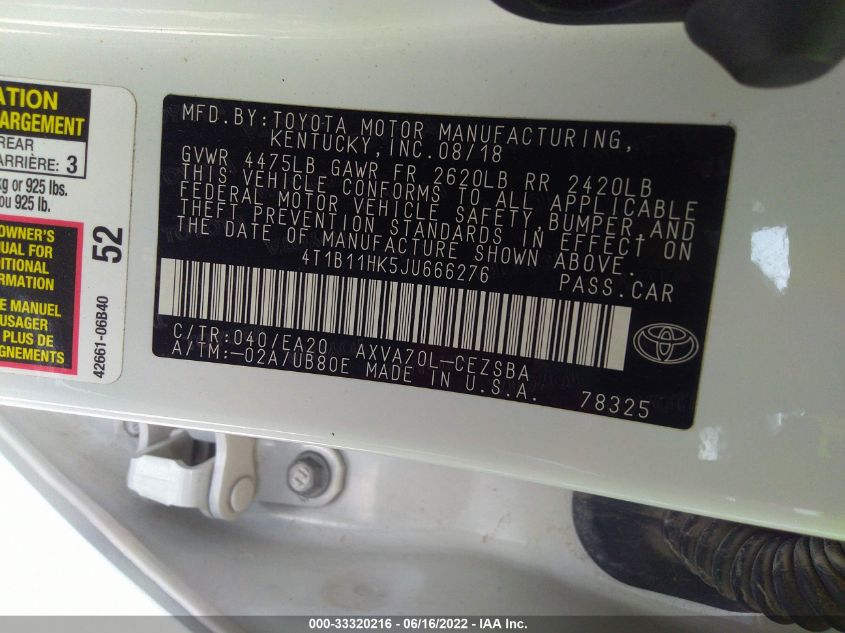 ATION
ARGEMENT
REAR
ARRIÈRE: 3
kg or 925 lbs.
ou 925 lb.
OWNER'S
UAL FOR
DITIONAL
RMATION
LE MANUEL
USAGER
PLUS DE
GNEMENTS
52
42661-06B40
MFD.BY:TOYOTA MOTOR MANUFACTURING,
KENTUCKY,INC.08/18
GVWR 4475LB GAWR FR 2620LB RR 2420LB
THIS VEHICLE CONFORMS TO ALL APPLICABLE
FEDERAL MOTOR VEHICLE SAFETY,BUMPER,AND
THEFT PREVENTION STANDARDS IN EFFECT ON
THE DATE OF MANUFACTURE SHOWN ABOVE.
4T1B11HK5JU666276
PASS.CAR
C/TR:040/EA20 AXVA70L-CEZSBA
A/TM:-02A/UB80E MADE IN U.S.A.
78325
000-33320216 - 06/16/2022 - IAA Inc.